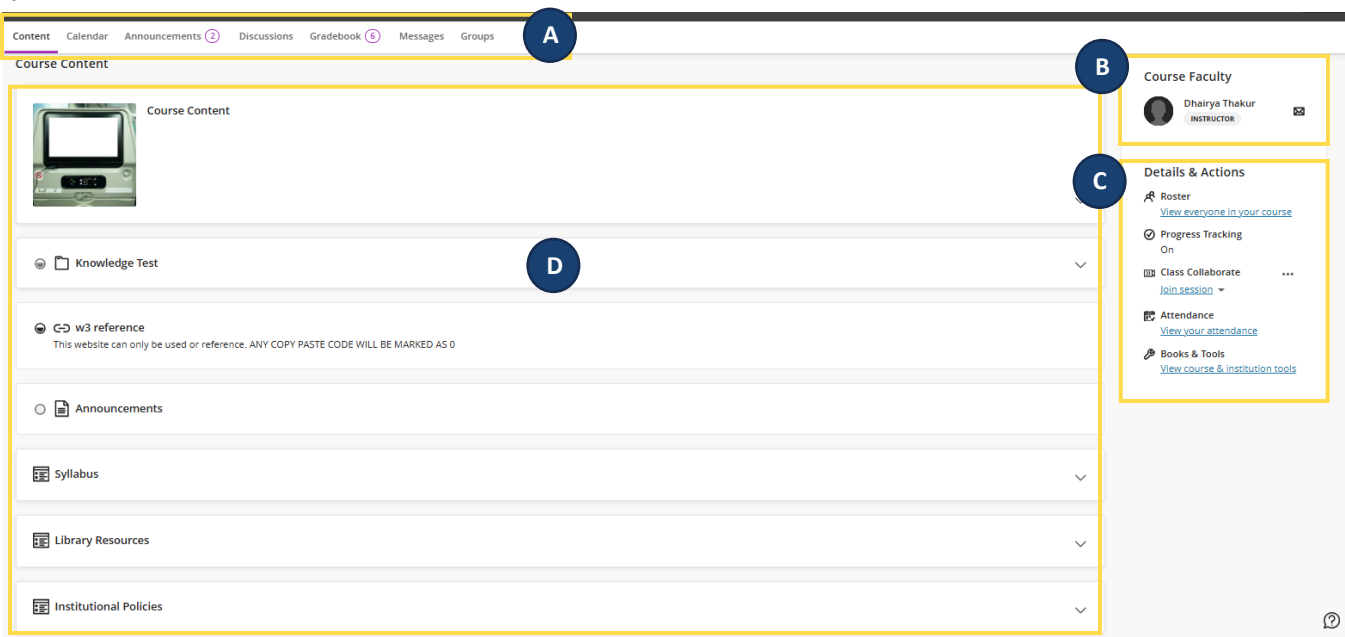 Content Calendar Announcements 2 Discussions Gradebook 6 Messages Groups
A
Course Content
Course Content
Knowledge Test
D
w3 reference
This website can only be used or reference. ANY COPY PASTE CODE WILL BE MARKED AS 0
Announcements
Syllabus
Library Resources
Institutional Policies
B
Course Faculty
Dhairya Thakur
INSTRUCTOR
C
Details & Actions
Roster
View everyone in your course
Progress Tracking
On
Class Collaborate
Join session
Attendance
View your attendance
Books & Tools
View course & institution tools